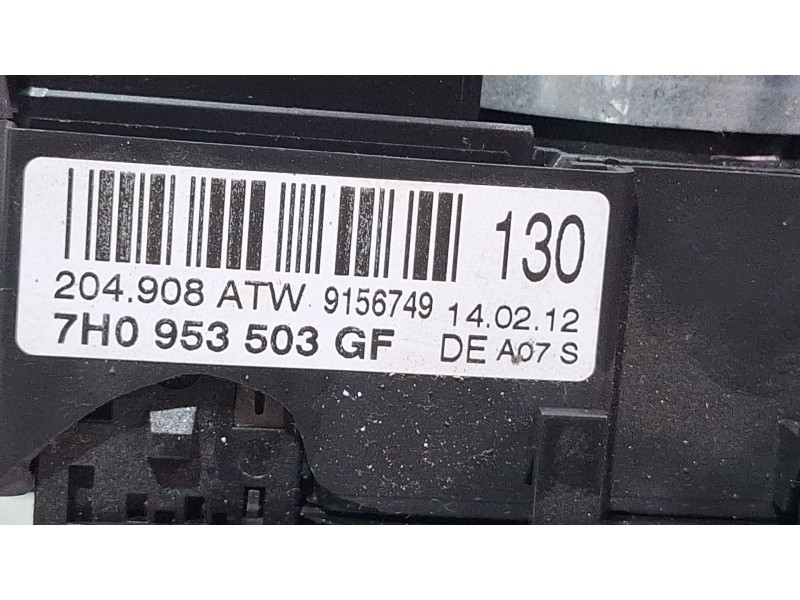 130
204.908 ATW 9156749 14.02.12
7H0 953 503 GF DE A07 S